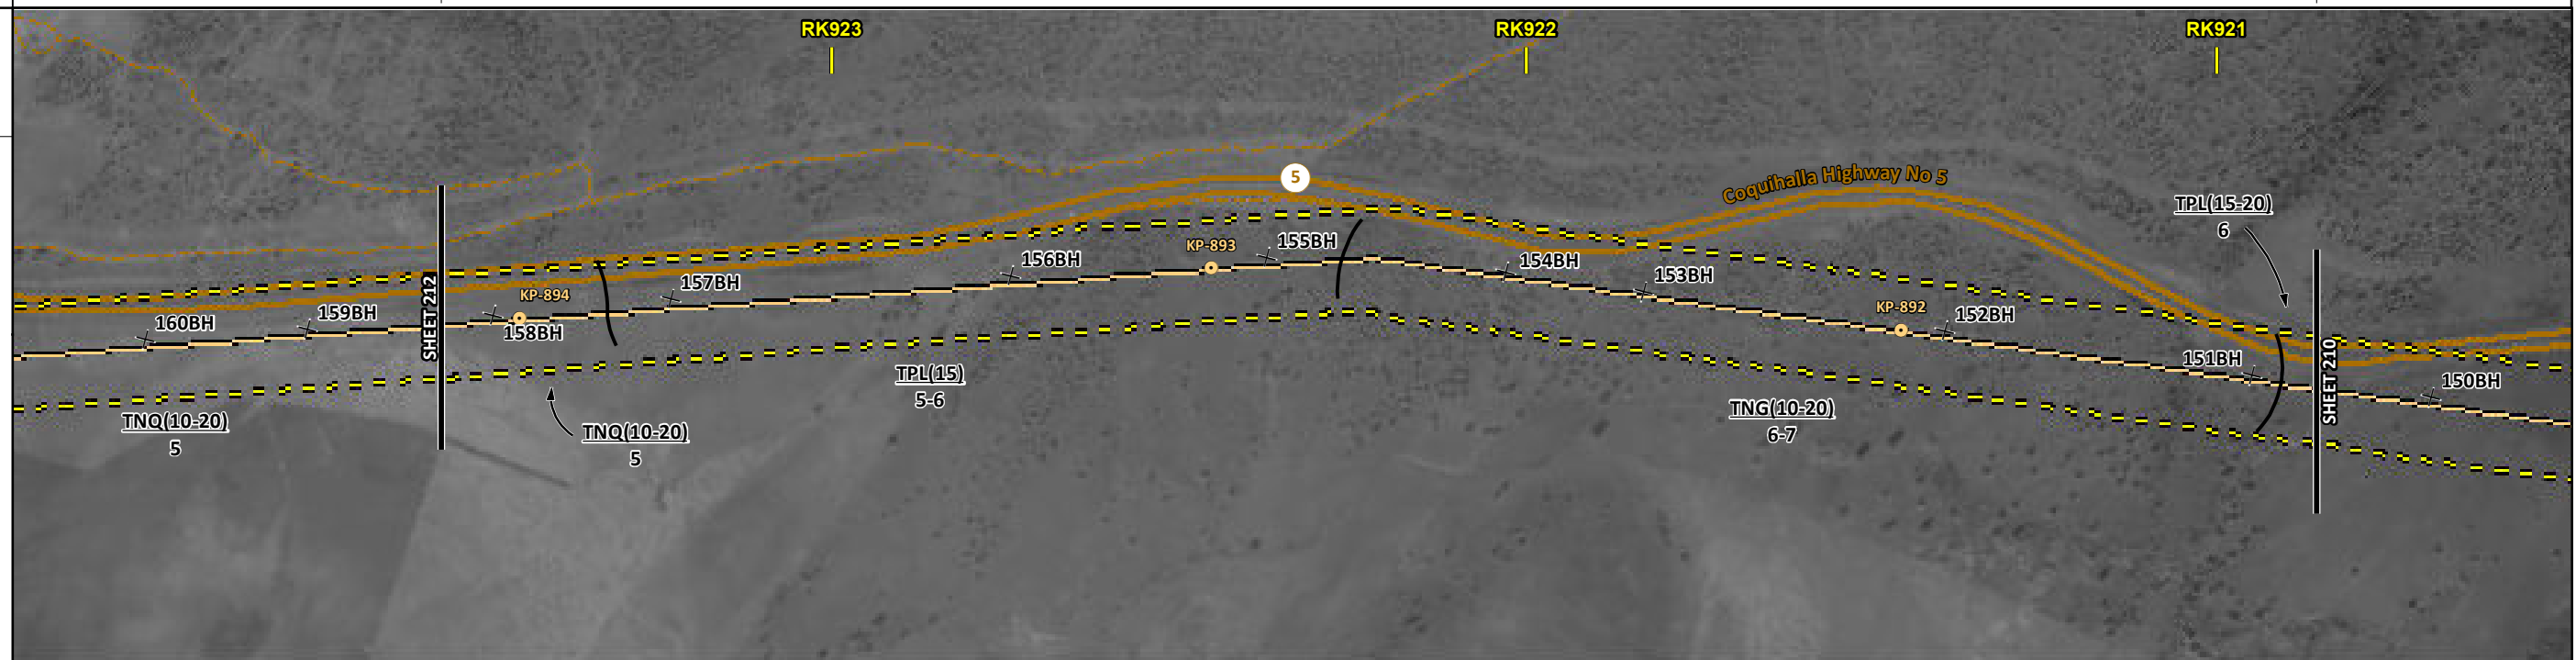 RK923
RK922
RK921
5
Coquihalla Highway No 5
TPL(15-20)
6
160BH
159BH
SHEET 212
KP-894
158BH
157BH
156BH
KP-893
155BH
154BH
153BH
KP-892
152BH
151BH
SHEET 210
150BH
TNQ(10-20)
5
TNQ(10-20)
5
TPL(15)
5-6
TNG(10-20)
6-7